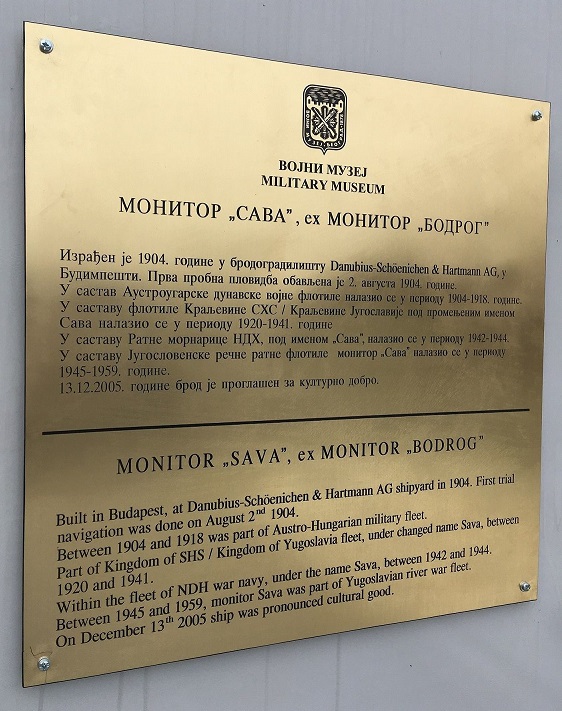 ВОЈНИ МУЗЕЈ
MILITARY MUSEUM
МОНИТОР „САВА”, ex МОНИТОР „БОДРОГ”
Израђен је 1904. године у бродоградилишту Danubius-Schöenichen & Hartmann AG, у
Будимпешти. Прва пробна пловидба обављена је 2. августа 1904. године.
У састав Аустроугарске дунавске војне флотиле налазио се у периоду 1904-1918. године.
У саставу флотиле Краљевине СХС / Краљевине Југославије под промењеним именом
Сава налазио се у периоду 1920-1941. године
У саставу Ратне морнарице НДХ, под именом „Сава”, налазио се у периоду 1942-1944.
У саставу Југословенске речне ратне флотиле монитор „Сава” налазио се у периоду
1945-1959. године.
13.12.2005. године брод је проглашен за културно добро.
MONITOR „SAVA”, ex MONITOR „BODROG”
Built in Budapest, at Danubius-Schöenichen & Hartmann AG shipyard in 1904. First trial
navigation was done on August 2nd 1904.
Between 1904 and 1918 was part of Austro-Hungarian military fleet.
Part of Kingdom of SHS / Kingdom of Yugoslavia fleet, under changed name Sava, between
1920 and 1941.
Within the fleet of NDH war navy, under the name Sava, between 1942 and 1944.
Between 1945 and 1959, monitor Sava was part of Yugoslavian river war fleet.
On December 13th 2005 ship was pronounced cultural good.